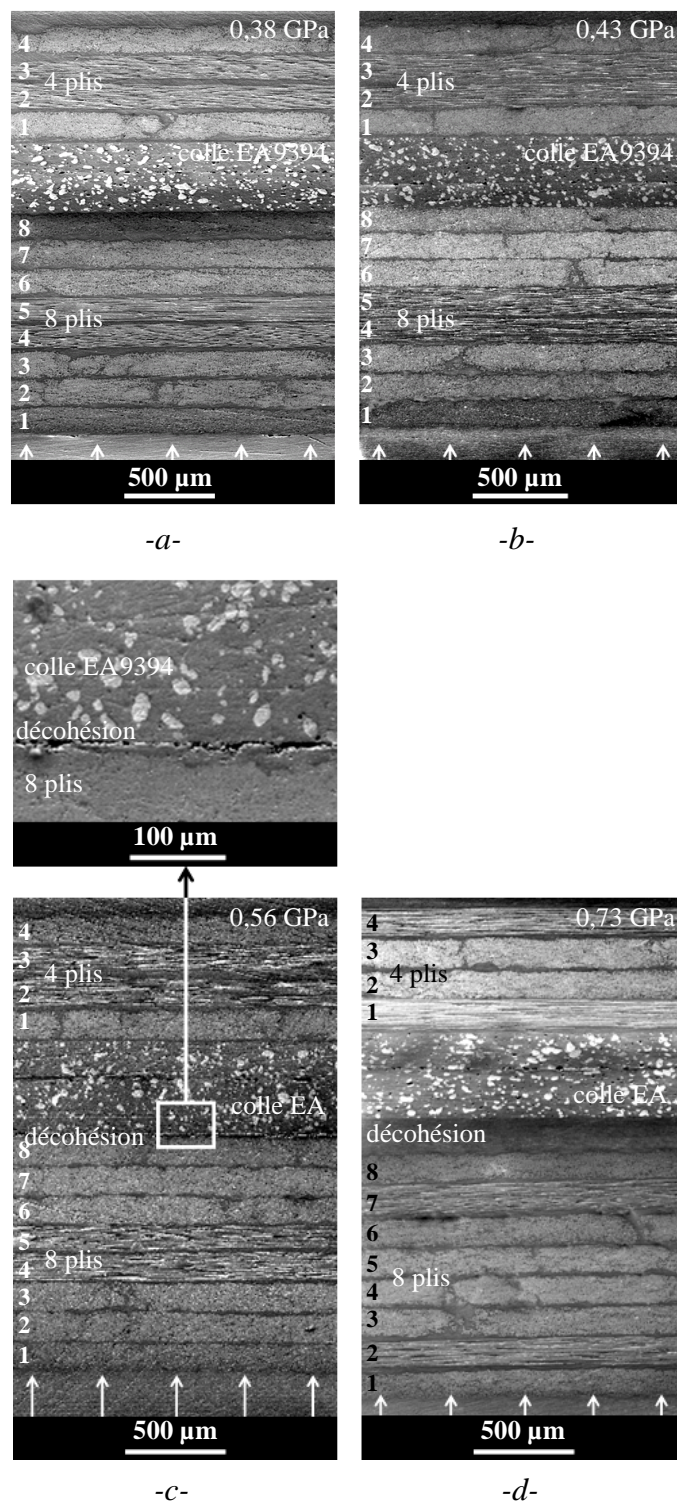 0,38 GPa
4
3
4 plis
2
1
colle EA9394
8
7
6
5
8 plis
4
3
2
1
500 µm
-a-
0,43 GPa
4
3
4 plis
2
1
colle EA9394
8
7
6
5
8 plis
4
3
2
1
500 µm
-b-
colle EA9394
décohésion
8 plis
100 µm
0,56 GPa
4
3
4 plis
2
1
colle EA
décohésion
8
7
6
5
8 plis
4
3
2
1
500 µm
-c-
0,73 GPa
4
3
4 plis
2
1
colle EA
décohésion
8
7
6
5
8 plis
4
3
2
1
500 µm
-d-